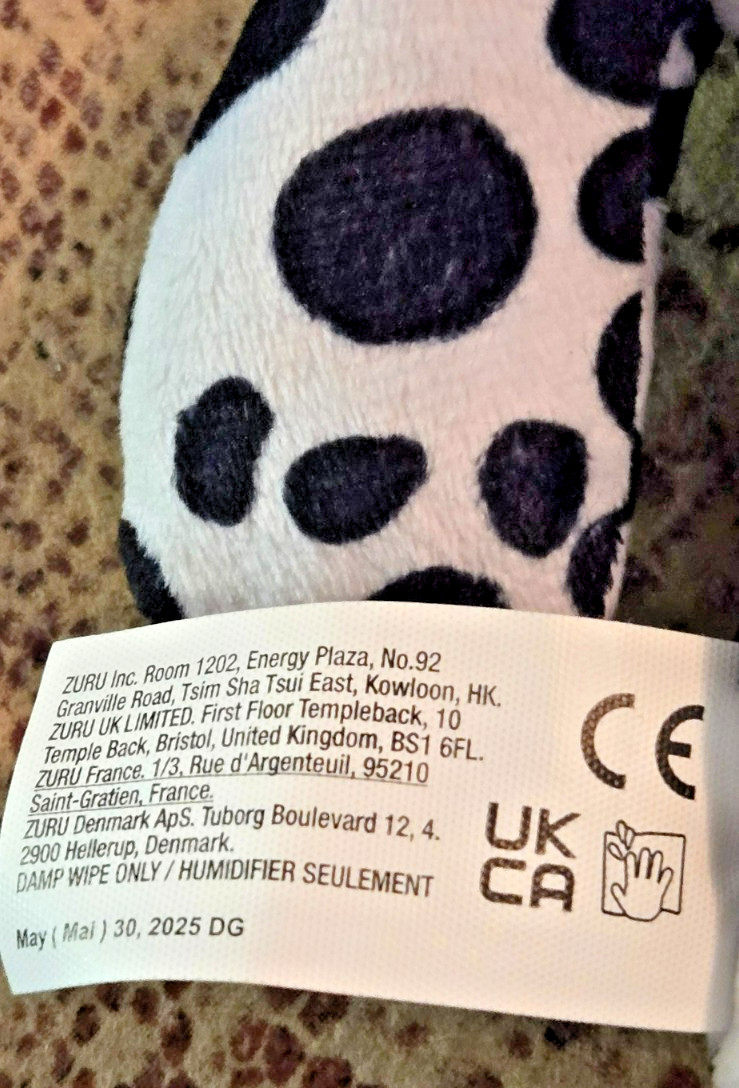 ZURU Inc. Room 1202, Energy Plaza, No.92
Granville Road, Tsim Sha Tsui East, Kowloon, HK.
ZURU UK LIMITED. First Floor Templeback, 10
Temple Back, Bristol, United Kingdom, BS1 6FL.
ZURU France. 1/3, Rue d'Argenteuil, 95210
Saint-Gratien, France.
ZURU Denmark ApS. Tuborg Boulevard 12, 4.
2900 Hellerup, Denmark.
DAMP WIPE ONLY / HUMIDIFIER SEULEMENT
May ( Mai ) 30, 2025 DG
CE
UK
CA